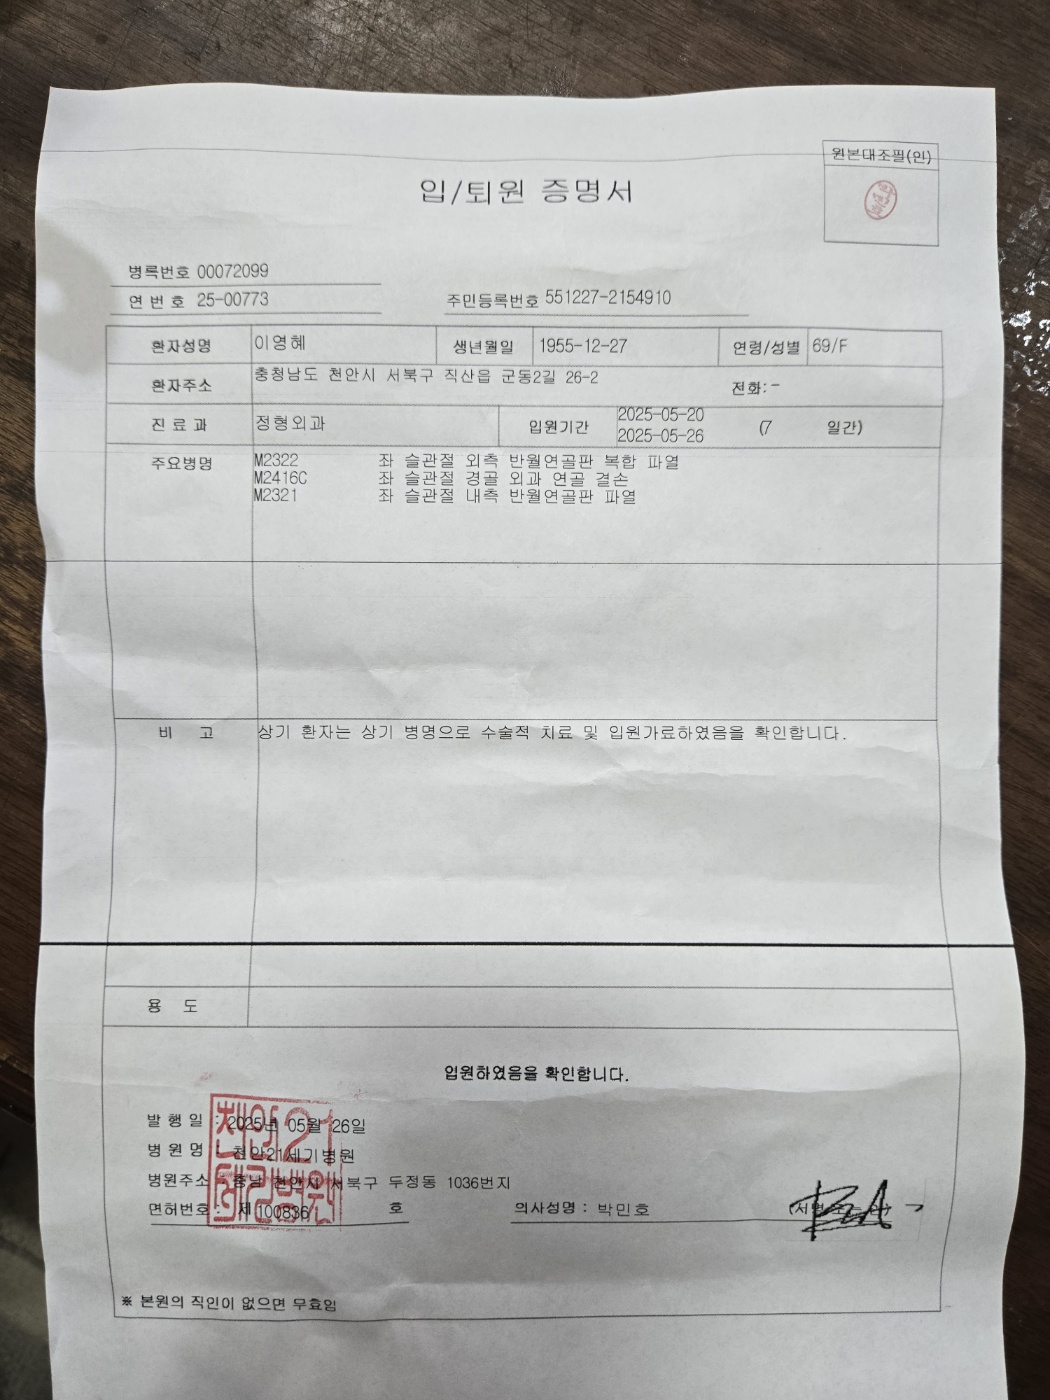 원본대조필(인)
입/퇴원 증명서
병록번호 00072099
연 번 호 25-00773
주민등록번호 551227-2154910
환자성명 이영혜 생년월일 1955-12-27 연령/성별 69/F
환자주소 충청남도 천안시 서북구 직산읍 군동2길 26-2 전화: -
진 료 과 정형외과 입원기간 2025-05-20
2025-05-26 (7 일간)
주요병명 M2322 좌 슬관절 외측 반월연골판 복합 파열
M2416C 좌 슬관절 경골 외과 연골 결손
M2321 좌 슬관절 내측 반월연골판 파열
비 고 상기 환자는 상기 병명으로 수술적 치료 및 입원가료하였음을 확인합니다.
용 도
입원하였음을 확인합니다.
발 행 일 : 2025년 05월 26일
병 원 명 : 천안21세기병원
병원주소 : 충남 천안시 서북구 두정동 1036번지
면허번호 : 제 100836 호 의사성명 : 박민호
※ 본원의 직인이 없으면 무효임